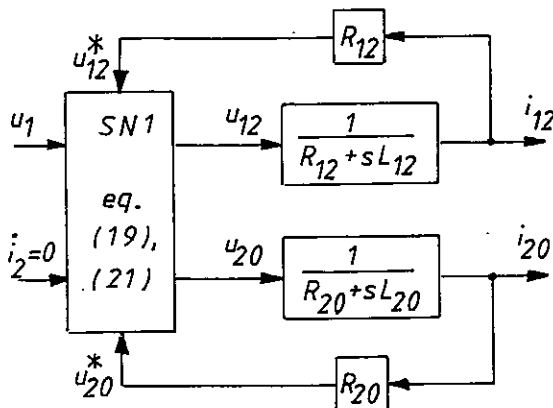 u*12
R12
u1
SN1
u12
1
R12+sL12
i12
eq.
(19),
(21)
i2=0
u20
1
R20+sL20
i20
u*20
R20